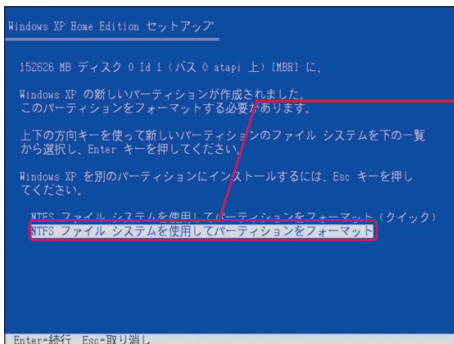 Windows XP Home Edition セットアップ
152626 MB ディスク 0 Id 1 (バス 0 atapi 上) [MBR] に、
Windows XP の新しいパーティションが作成されました。
このパーティションをフォーマットする必要があります。
上下の方向キーを使って新しいパーティションのファイル システムを下の一覧
から選択し、Enter キーを押してください。
Windows XP を別のパーティションにインストールするには、Esc キーを押し
てください。
NTFS ファイル システムを使用してパーティションをフォーマット (クイック)
NTFS ファイル システムを使用してパーティションをフォーマット
Enter=続行 Esc=取り消し